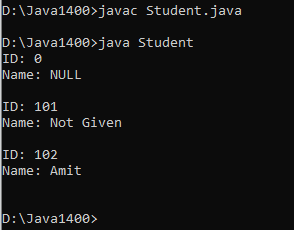 D:\Java1400>javac Student.java
D:\Java1400>java Student
ID: 0
Name: NULL
ID: 101
Name: Not Given
ID: 102
Name: Amit
D:\Java1400>